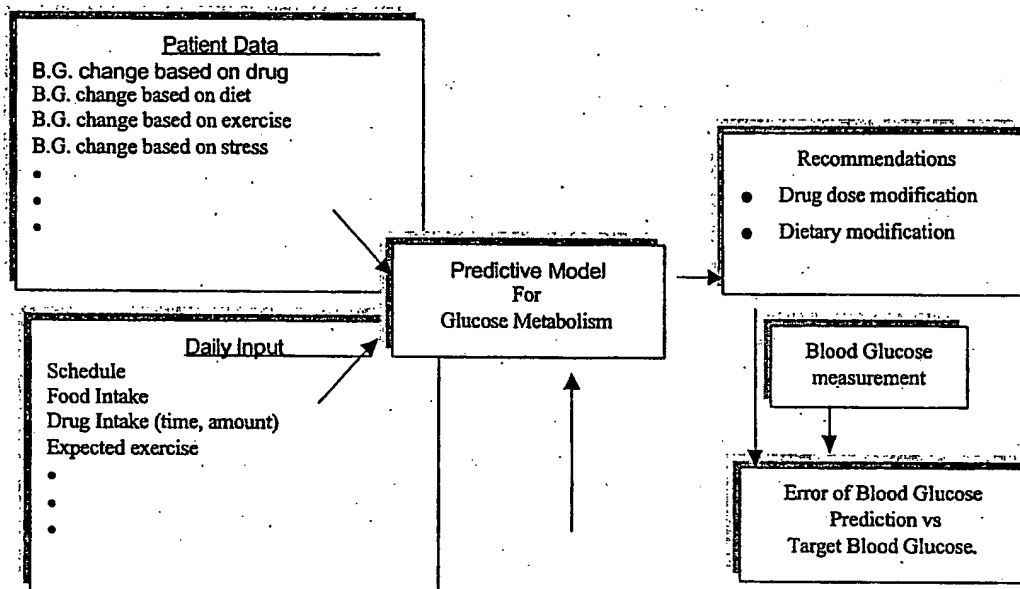 Patient Data
B.G. change based on drug
B.G. change based on diet
B.G. change based on exercise
B.G. change based on stress
•
•
•
Daily Input
Schedule
Food Intake
Drug Intake (time, amount)
Expected exercise
•
•
•
Predictive Model
For
Glucose Metabolism
Recommendations
• Drug dose modification
• Dietary modification
Blood Glucose
measurement
Error of Blood Glucose
Prediction vs
Target Blood Glucose.